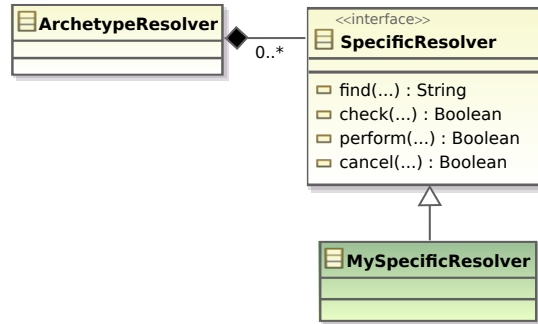 ArchetypeResolver
0..*
<<interface>>
SpecificResolver
find(...) : String
check(...) : Boolean
perform(...) : Boolean
cancel(...) : Boolean
MySpecificResolver